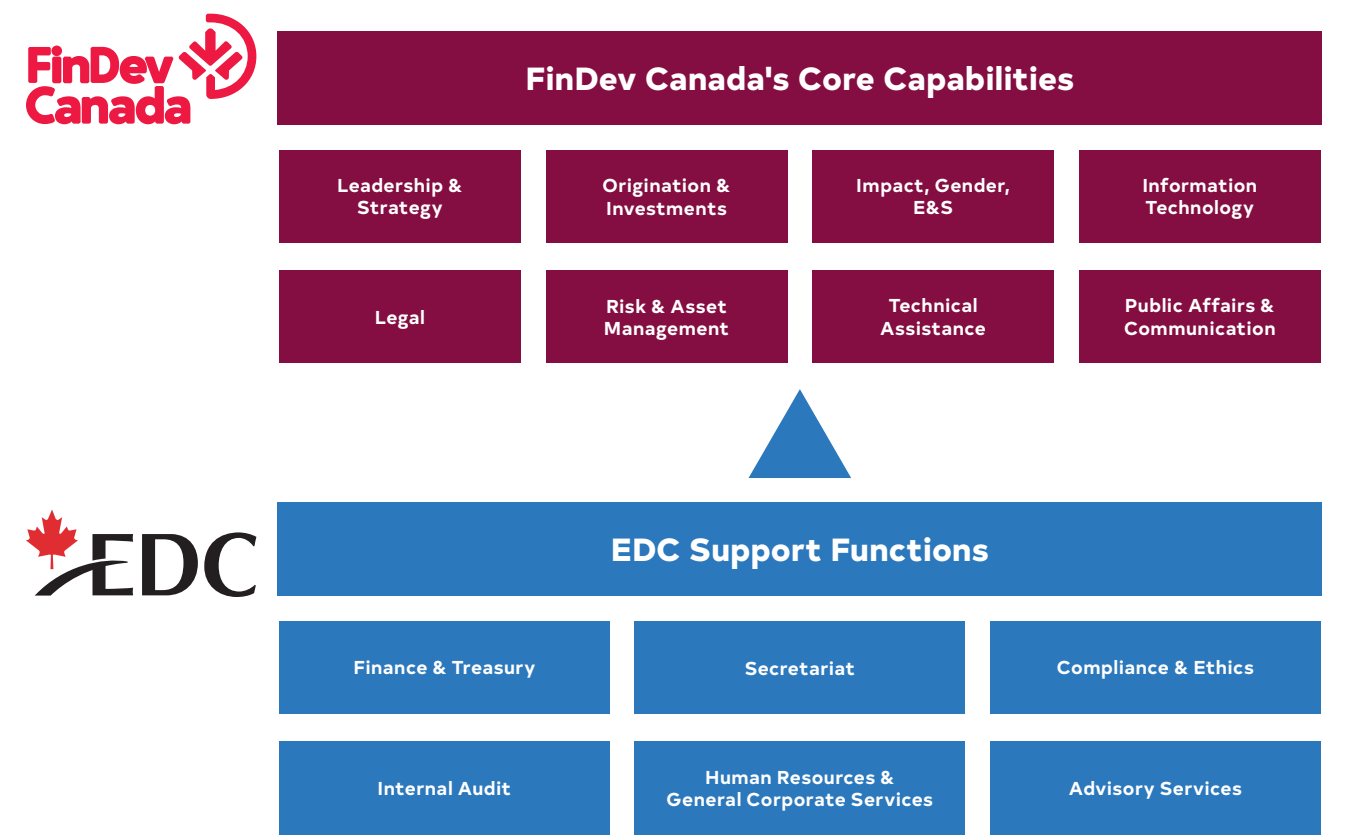 FinDev
Canada
FinDev Canada's Core Capabilities
Leadership &
Strategy
Origination &
Investments
Impact, Gender,
E&S
Information
Technology
Legal
Risk & Asset
Management
Technical
Assistance
Public Affairs &
Communication
EDC
EDC Support Functions
Finance & Treasury
Secretariat
Compliance & Ethics
Internal Audit
Human Resources &
General Corporate Services
Advisory Services